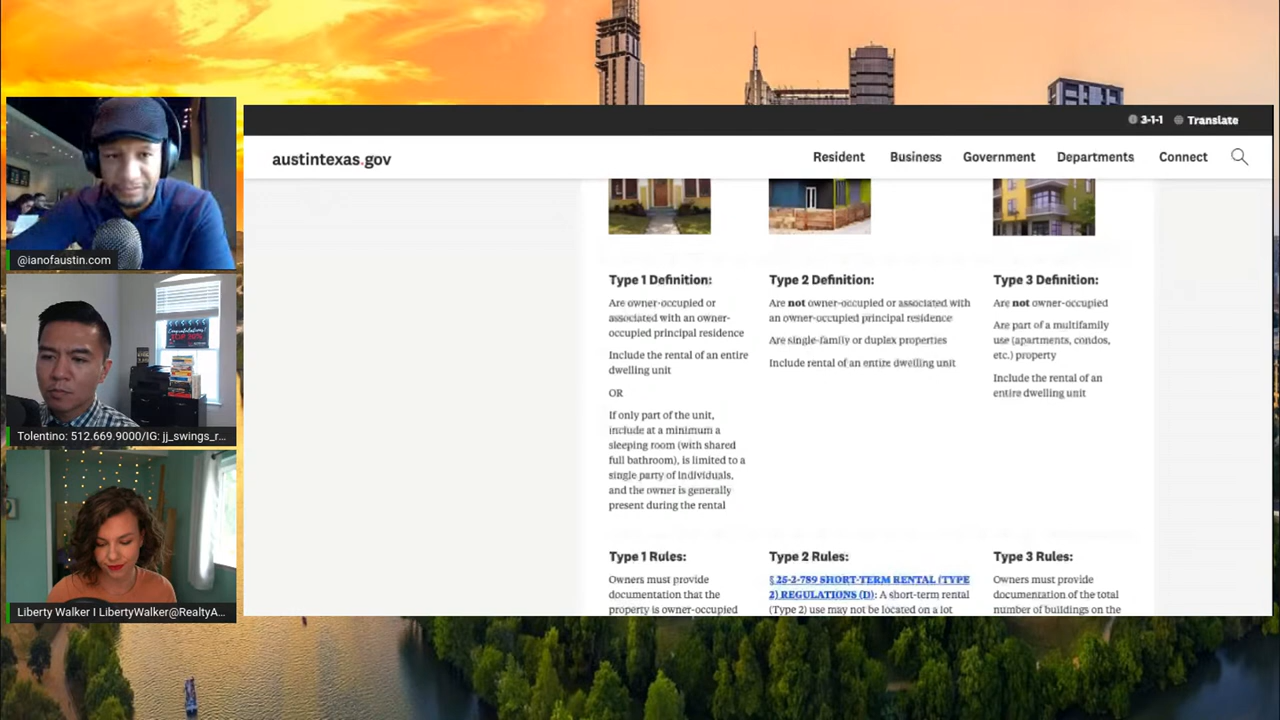 3-1-1 Translate
austintexas.gov
Resident Business Government Departments Connect
@ianofaustin.com
Tolentino: 512.669.9000/IG: jj_swings_r...
Liberty Walker I LibertyWalker@RealtyA...
Type 1 Definition:
Are owner-occupied or
associated with an owner-
occupied principal residence
Include the rental of an entire
dwelling unit
OR
If only part of the unit,
include at a minimum a
sleeping room (with shared
full bathroom), is limited to a
single party of individuals,
and the owner is generally
present during the rental
Type 2 Definition:
Are not owner-occupied or associated with
an owner-occupied principal residence
Are single-family or duplex properties
Include rental of an entire dwelling unit
Type 3 Definition:
Are not owner-occupied
Are part of a multifamily
use (apartments, condos,
etc.) property
Include the rental of an
entire dwelling unit
Type 1 Rules:
Owners must provide
documentation that the
property is owner-occupied
Type 2 Rules:
§ 25-2-789 SHORT-TERM RENTAL (TYPE
2) REGULATIONS (D): A short-term rental
(Type 2) use may not be located on a lot
Type 3 Rules:
Owners must provide
documentation of the total
number of buildings on the